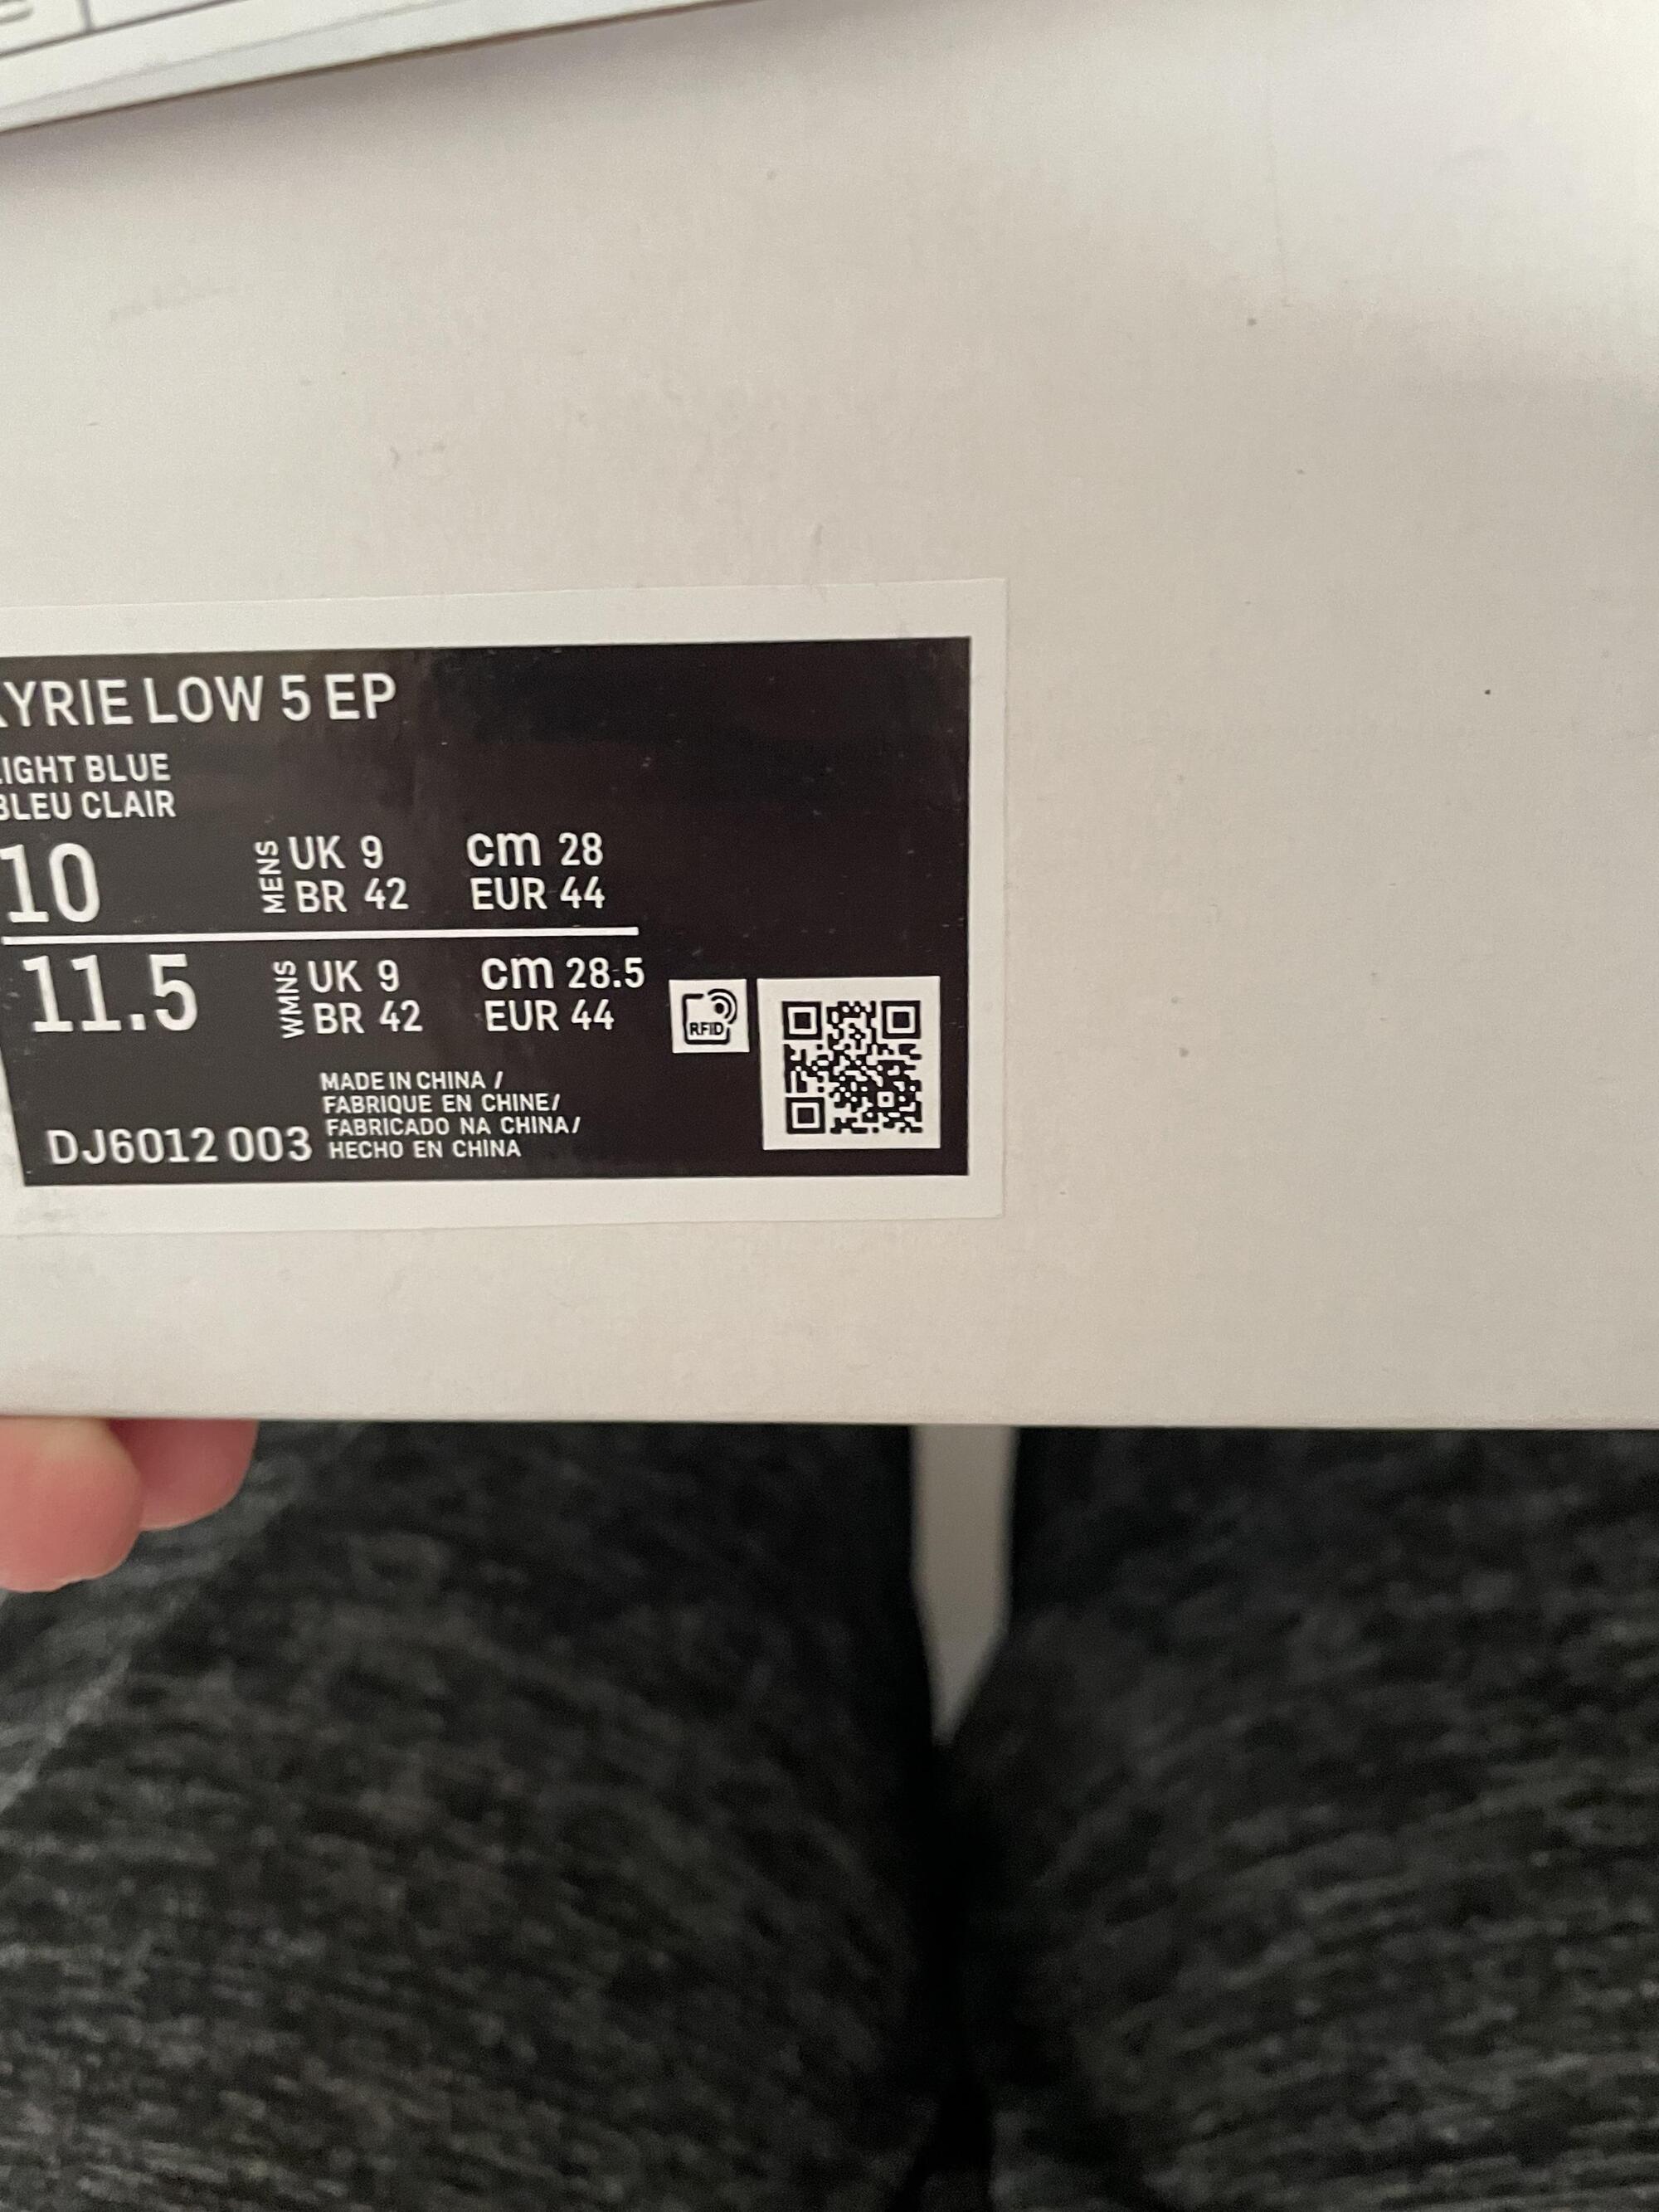 KYRIE LOW 5 EP
LIGHT BLUE
BLEU CLAIR
10 MENS UK 9 cm 28
BR 42 EUR 44
11.5 WMNS UK 9 cm 28.5
BR 42 EUR 44
RFID
MADE IN CHINA /
FABRIQUE EN CHINE/
FABRICADO NA CHINA/
DJ6012 003 HECHO EN CHINA